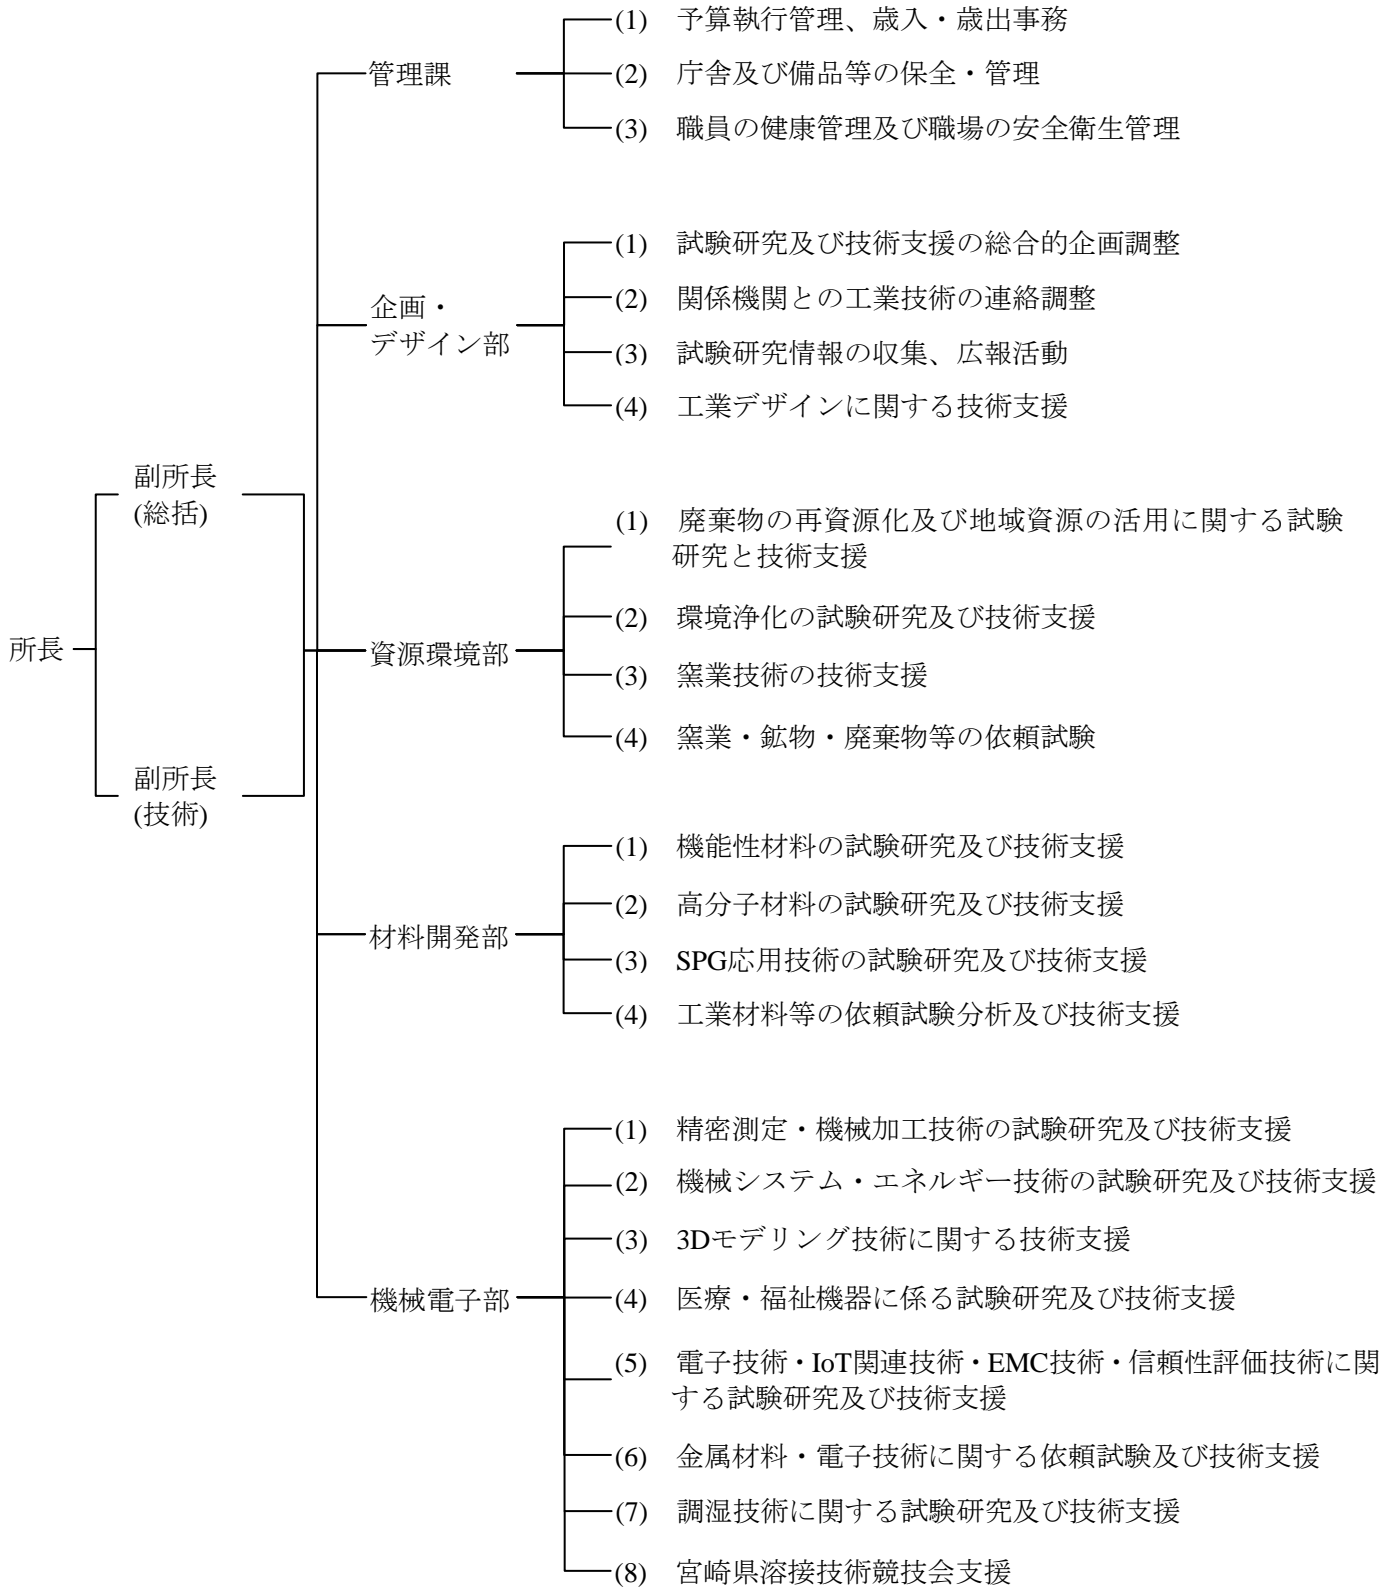 所長
副所長
(総括)
副所長
(技術)
管理課
(1) 予算執行管理、歳入・歳出事務
(2) 庁舎及び備品等の保全・管理
(3) 職員の健康管理及び職場の安全衛生管理
企画・
デザイン部
(1) 試験研究及び技術支援の総合的企画調整
(2) 関係機関との工業技術の連絡調整
(3) 試験研究情報の収集、広報活動
(4) 工業デザインに関する技術支援
資源環境部
(1) 廃棄物の再資源化及び地域資源の活用に関する試験
研究と技術支援
(2) 環境浄化の試験研究及び技術支援
(3) 窯業技術の技術支援
(4) 窯業・鉱物・廃棄物等の依頼試験
材料開発部
(1) 機能性材料の試験研究及び技術支援
(2) 高分子材料の試験研究及び技術支援
(3) SPG応用技術の試験研究及び技術支援
(4) 工業材料等の依頼試験分析及び技術支援
機械電子部
(1) 精密測定・機械加工技術の試験研究及び技術支援
(2) 機械システム・エネルギー技術の試験研究及び技術支援
(3) 3Dモデリング技術に関する技術支援
(4) 医療・福祉機器に係る試験研究及び技術支援
(5) 電子技術・IoT関連技術・EMC技術・信頼性評価技術に関
する試験研究及び技術支援
(6) 金属材料・電子技術に関する依頼試験及び技術支援
(7) 調湿技術に関する試験研究及び技術支援
(8) 宮崎県溶接技術競技会支援